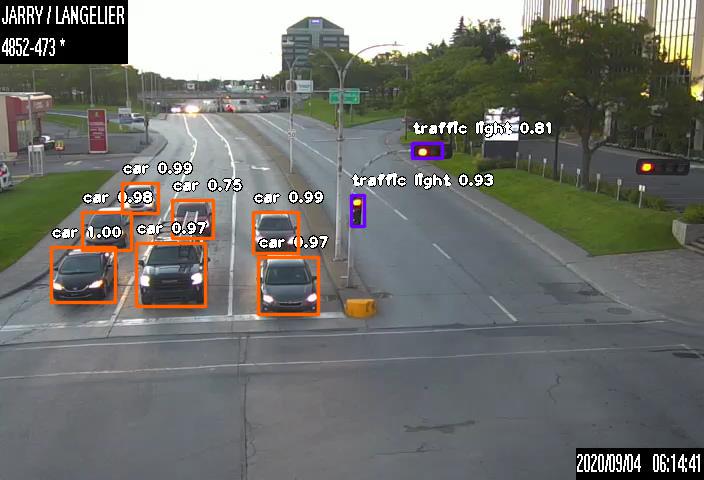 JARRY / LANGELIER
4852-473 *
traffic light 0.81
car 0.99
traffic light 0.93
car 0.98
car 0.75
car 0.99
car 1.00
car 0.97
car 0.97
2020/09/04 06:14:41